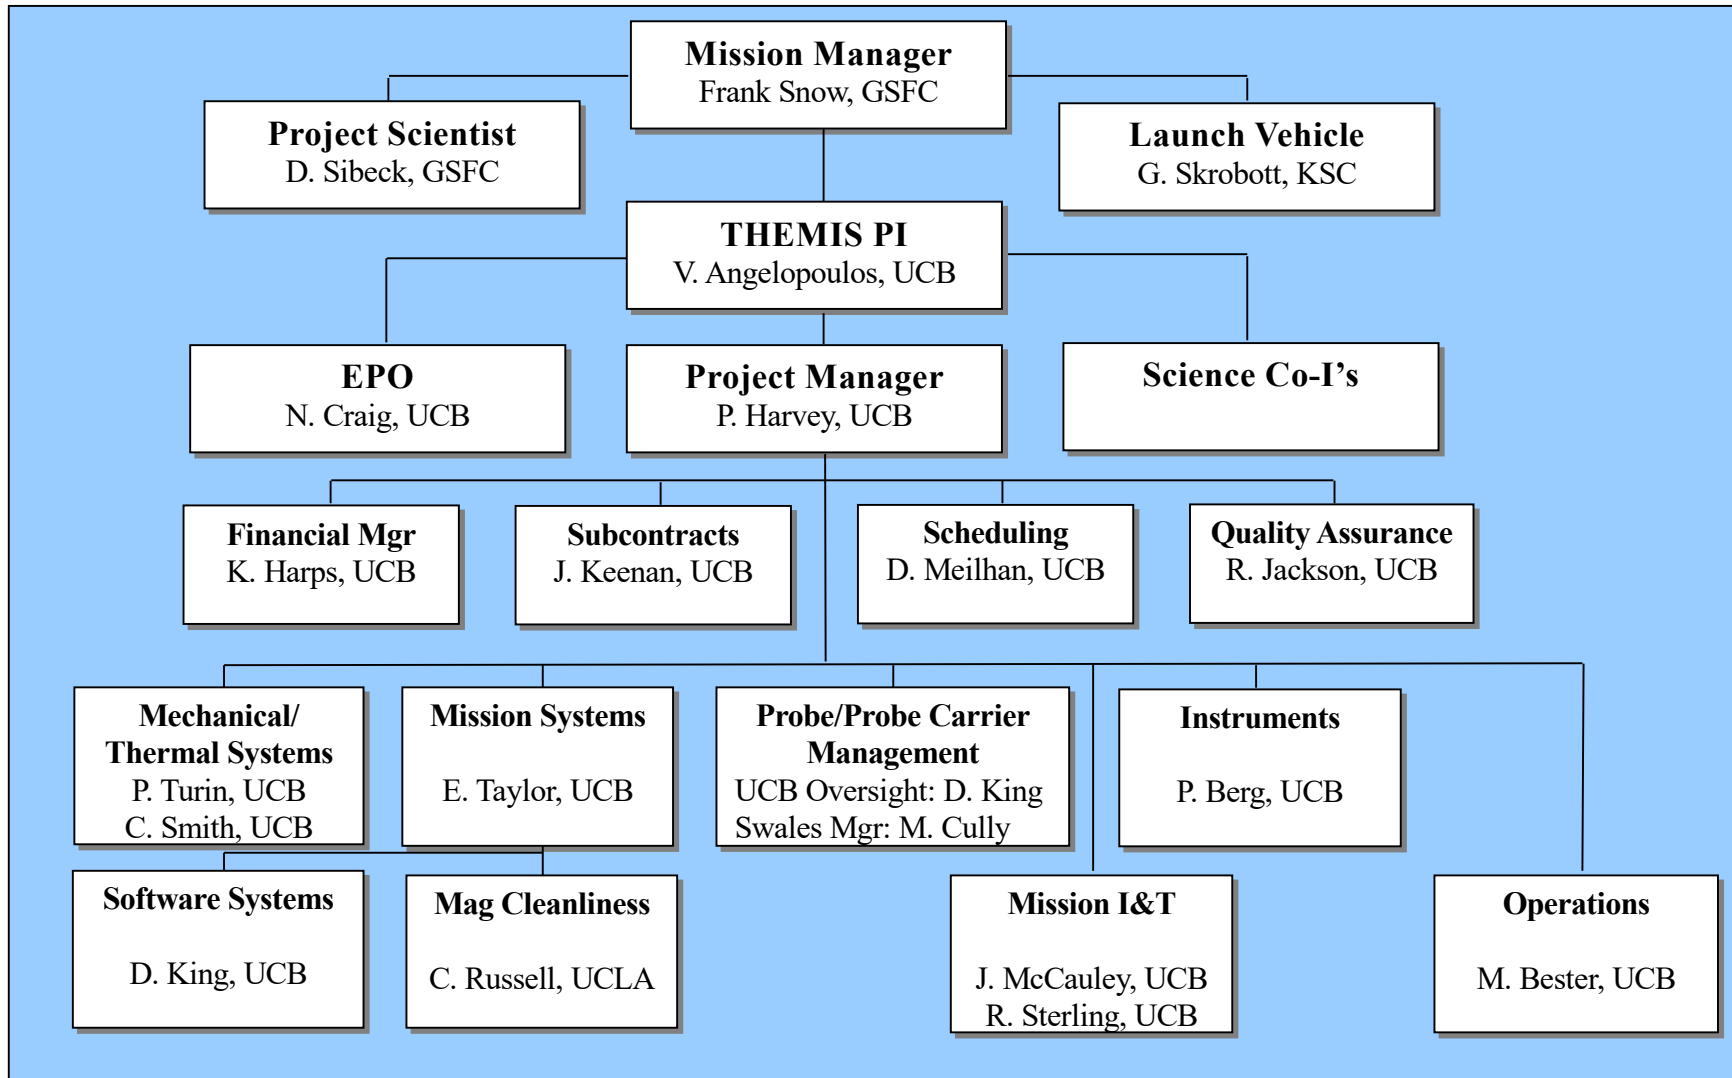 Mission Manager
Frank Snow, GSFC
Project Scientist
D. Sibeck, GSFC
Launch Vehicle
G. Skrobott, KSC
THEMIS PI
V. Angelopoulos, UCB
EPO
N. Craig, UCB
Project Manager
P. Harvey, UCB
Science Co-I’s
Financial Mgr
K. Harps, UCB
Subcontracts
J. Keenan, UCB
Scheduling
D. Meilhan, UCB
Quality Assurance
R. Jackson, UCB
Mechanical/
Thermal Systems
P. Turin, UCB
C. Smith, UCB
Mission Systems
E. Taylor, UCB
Probe/Probe Carrier
Management
UCB Oversight: D. King
Swales Mgr: M. Cully
Instruments
P. Berg, UCB
Software Systems
D. King, UCB
Mag Cleanliness
C. Russell, UCLA
Mission I&T
J. McCauley, UCB
R. Sterling, UCB
Operations
M. Bester, UCB